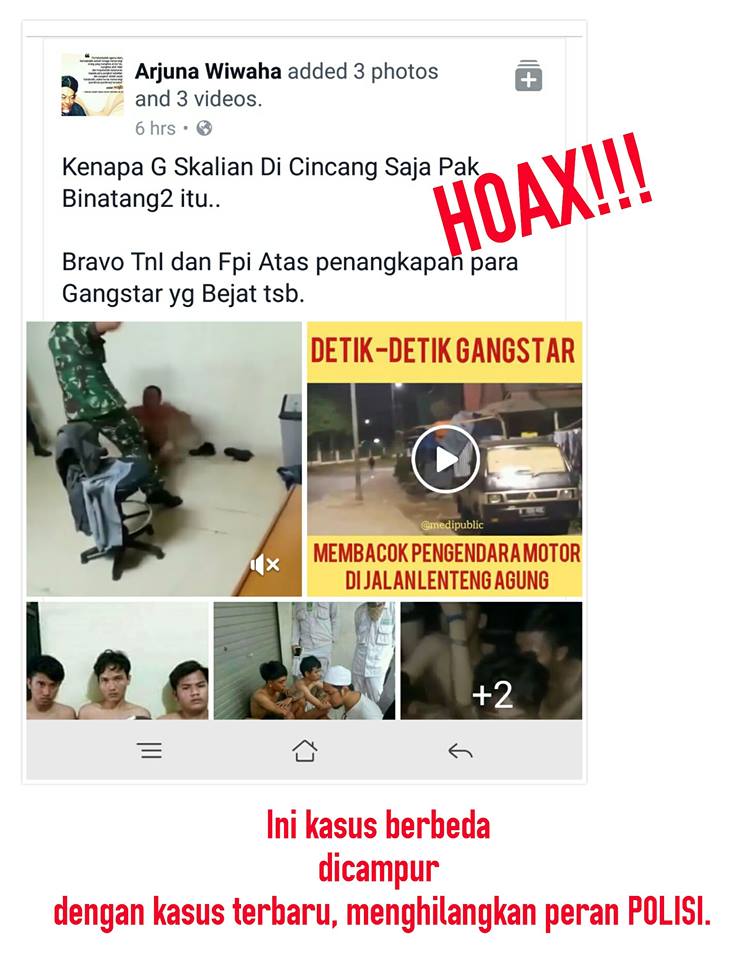 Arjuna Wiwaha added 3 photos
and 3 videos.
6 hrs
Kenapa G Skalian Di Cincang Saja Pak
Binatang2 itu..
HOAX!!!
Bravo TnI dan Fpi Atas penangkapan para
Gangstar yg Bejat tsb.
DETIK-DETIK GANGSTAR
@medipublic
MEMBACOK PENGENDARA MOTOR
DI JALAN LENTENG AGUNG
+2
Ini kasus berbeda
dicampur
dengan kasus terbaru, menghilangkan peran POLISI.